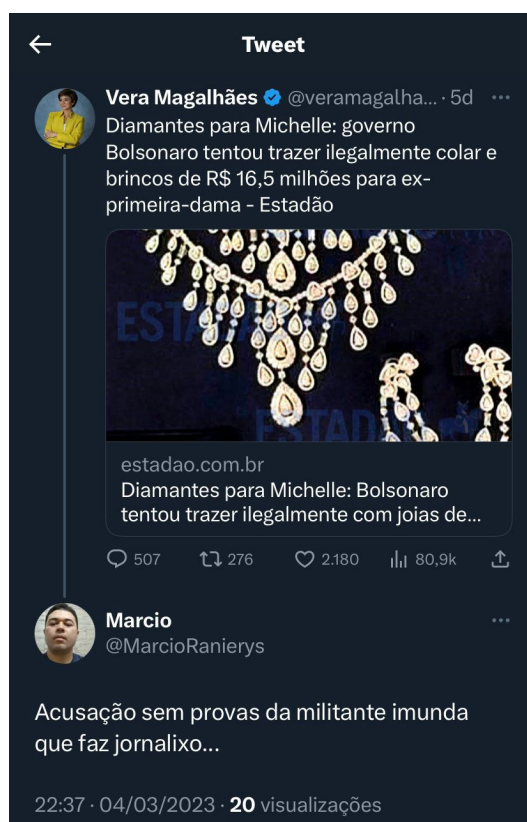 Tweet
Vera Magalhães @veramagalha... · 5d
Diamantes para Michelle: governo
Bolsonaro tentou trazer ilegalmente colar e
brincos de R$ 16,5 milhões para ex-
primeira-dama - Estadão
ESTADÃO
ESTADÃO
estadao.com.br
Diamantes para Michelle: Bolsonaro
tentou trazer ilegalmente com joias de...
507 276 2.180 80,9k
Marcio
@MarcioRanierys
Acusação sem provas da militante imunda
que faz jornalixo...
22:37 · 04/03/2023 · 20 visualizações